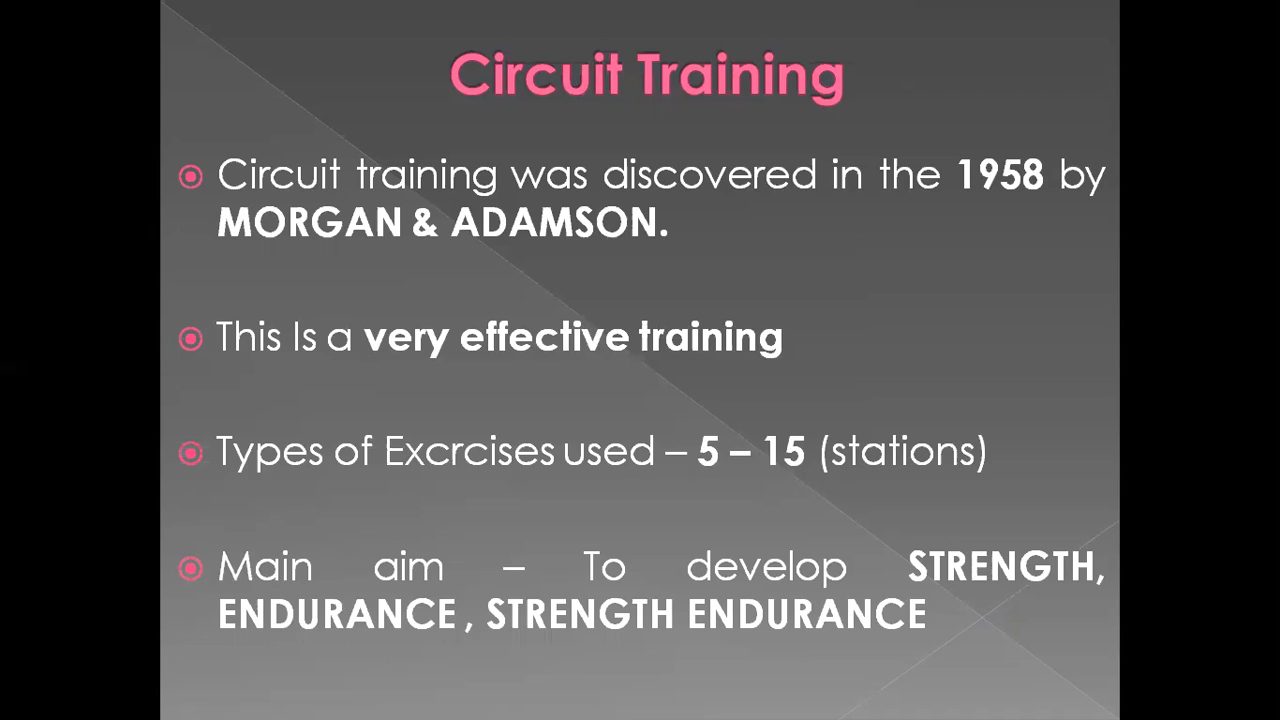 Circuit Training
Circuit training was discovered in the 1958 by
MORGAN & ADAMSON.
This Is a very effective training
Types of Excrcises used – 5 – 15 (stations)
Main aim – To develop STRENGTH,
ENDURANCE , STRENGTH ENDURANCE